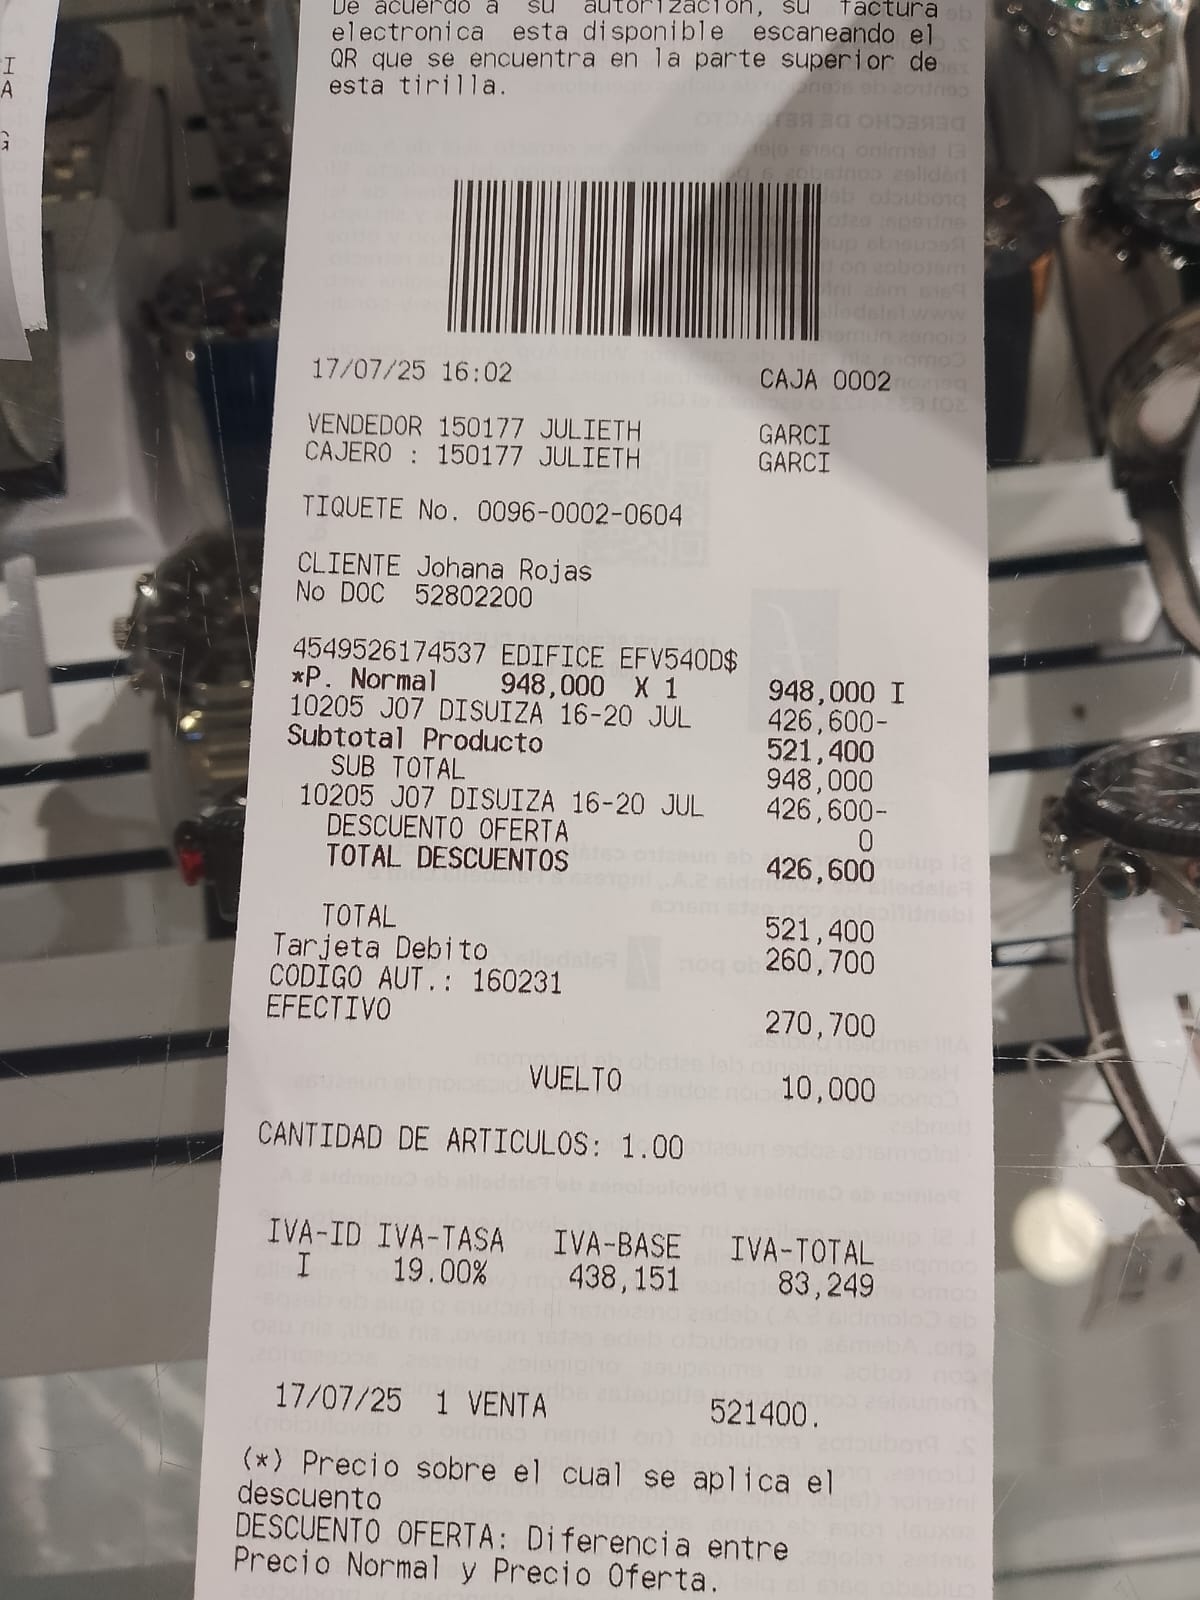 De acuerdo a su autorizacion, su factura
electronica esta disponible escaneando el
QR que se encuentra en la parte superior de
esta tirilla.
17/07/25 16:02 CAJA 0002
VENDEDOR 150177 JULIETH GARCI
CAJERO : 150177 JULIETH GARCI
TIQUETE No. 0096-0002-0604
CLIENTE Johana Rojas
No DOC 52802200
4549526174537 EDIFICE EFV540D$
*P. Normal 948,000 X 1 948,000 I
10205 J07 DISUIZA 16-20 JUL 426,600-
Subtotal Producto 521,400
SUB TOTAL 948,000
10205 J07 DISUIZA 16-20 JUL 426,600-
DESCUENTO OFERTA 0
TOTAL DESCUENTOS 426,600
TOTAL 521,400
Tarjeta Debito 260,700
CODIGO AUT.: 160231
EFECTIVO 270,700
VUELTO 10,000
CANTIDAD DE ARTICULOS: 1.00
IVA-ID IVA-TASA IVA-BASE IVA-TOTAL
I 19.00% 438,151 83,249
17/07/25 1 VENTA 521400.
(*) Precio sobre el cual se aplica el
descuento
DESCUENTO OFERTA: Diferencia entre
Precio Normal y Precio Oferta.